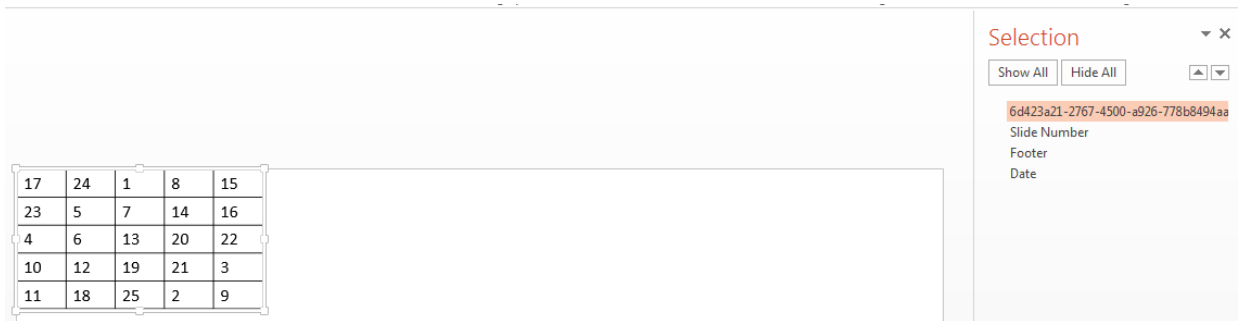 Selection
Show All Hide All
6d423a21-2767-4500-a926-778b8494aa
Slide Number
Footer
Date
17 24 1 8 15
23 5 7 14 16
4 6 13 20 22
10 12 19 21 3
11 18 25 2 9